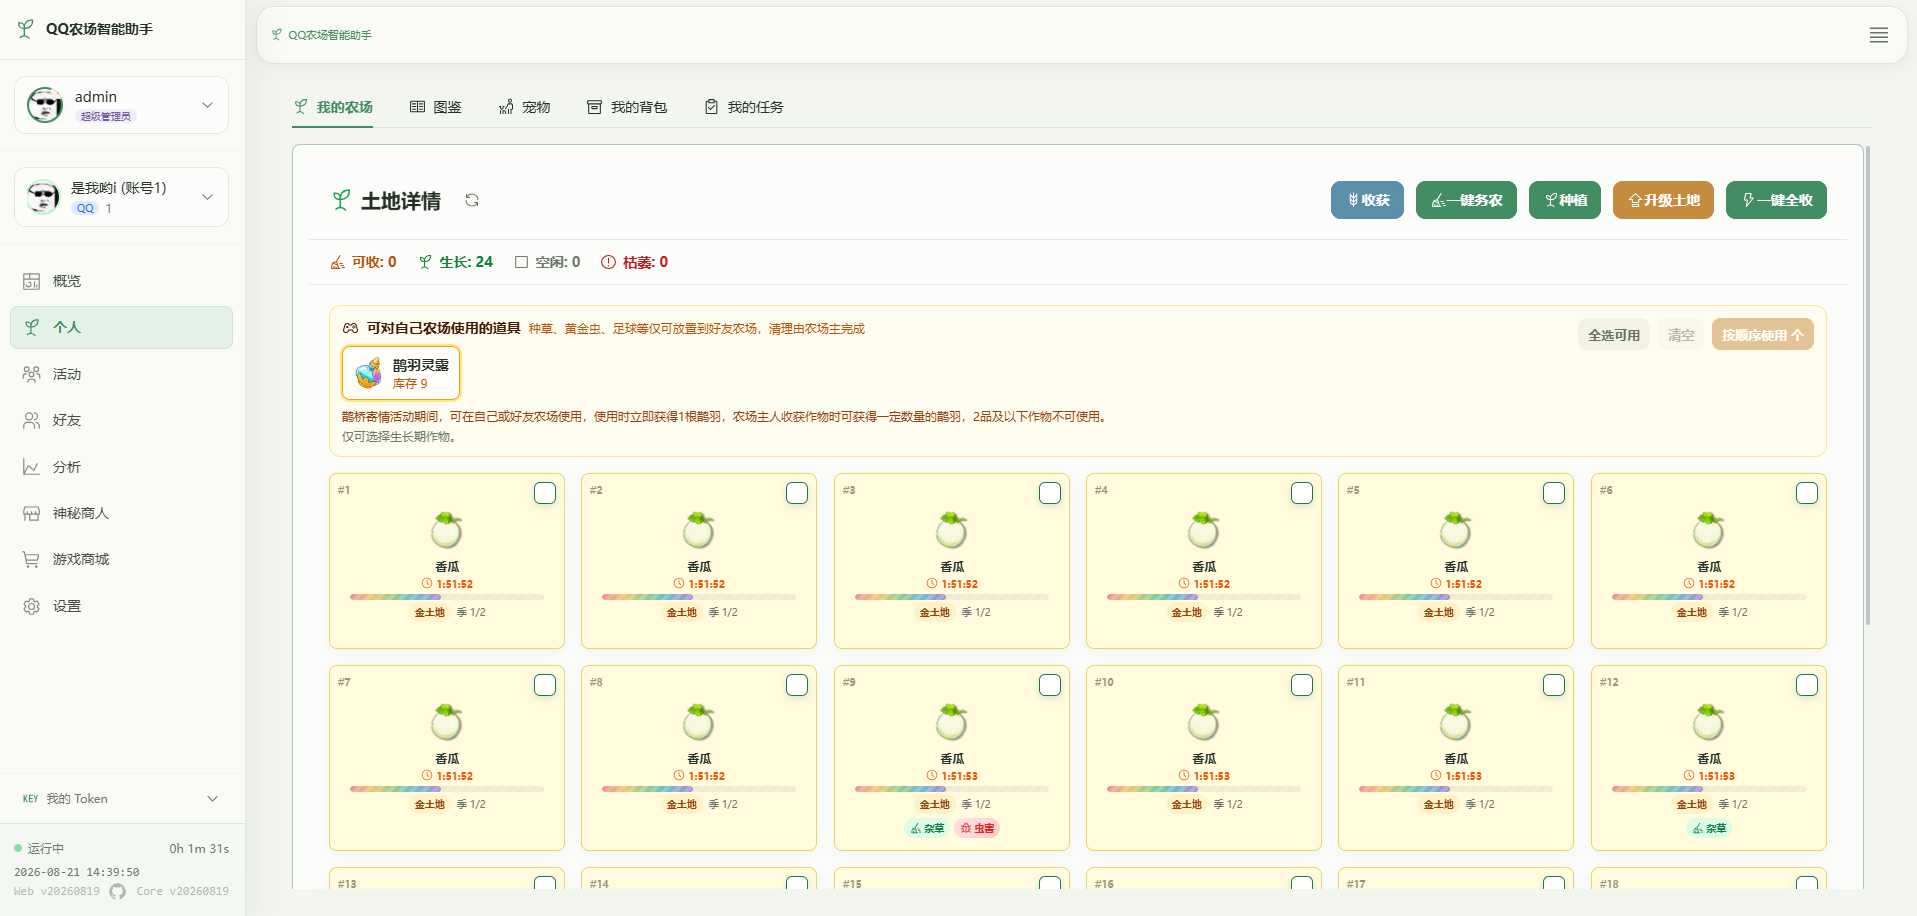 QQ农场智能助手
admin
超级管理员
是我哟i (账号1)
QQ 1
概览
个人
活动
好友
分析
神秘商人
游戏商城
设置
KEY 我的 Token
运行中 0h 1m 31s
2026-08-21 14:39:50
Web v20260819 Core v20260819
QQ农场智能助手
我的农场 图鉴 宠物 我的背包 我的任务
土地详情
收获 一键务农 种植 升级土地 一键全收
可收: 0 生长: 24 空闲: 0 枯萎: 0
可对自己农场使用的道具 种草、黄金虫、足球等仅可放置到好友农场，清理由农场主完成
全选可用 清空 按顺序使用 个
鹊羽灵露
库存 9
鹊桥寄情活动期间，可在自己或好友农场使用，使用时立即获得1根鹊羽，农场主人收获作物时可获得一定数量的鹊羽，2品及以下作物不可使用。
仅可选择生长期作物。
#1 #2 #3 #4 #5 #6
香瓜 香瓜 香瓜 香瓜 香瓜 香瓜
1:51:52 1:51:52 1:51:52 1:51:52 1:51:52 1:51:52
金土地 季 1/2 金土地 季 1/2 金土地 季 1/2 金土地 季 1/2 金土地 季 1/2 金土地 季 1/2
#7 #8 #9 #10 #11 #12
香瓜 香瓜 香瓜 香瓜 香瓜 香瓜
1:51:52 1:51:52 1:51:53 1:51:53 1:51:53 1:51:53
金土地 季 1/2 金土地 季 1/2 金土地 季 1/2 金土地 季 1/2 金土地 季 1/2 金土地 季 1/2
杂草 虫害 杂草
#13 #14 #15 #16 #17 #18